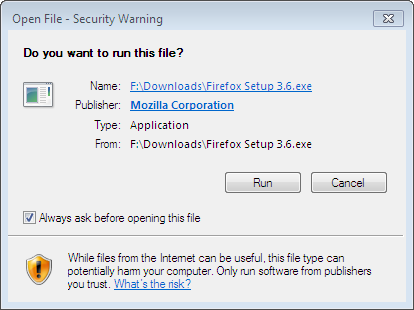 Open File - Security Warning
Do you want to run this file?
Name: F:\Downloads\Firefox Setup 3.6.exe
Publisher: Mozilla Corporation
Type: Application
From: F:\Downloads\Firefox Setup 3.6.exe
Run Cancel
Always ask before opening this file
While files from the Internet can be useful, this file type can
potentially harm your computer. Only run software from publishers
you trust. What's the risk?